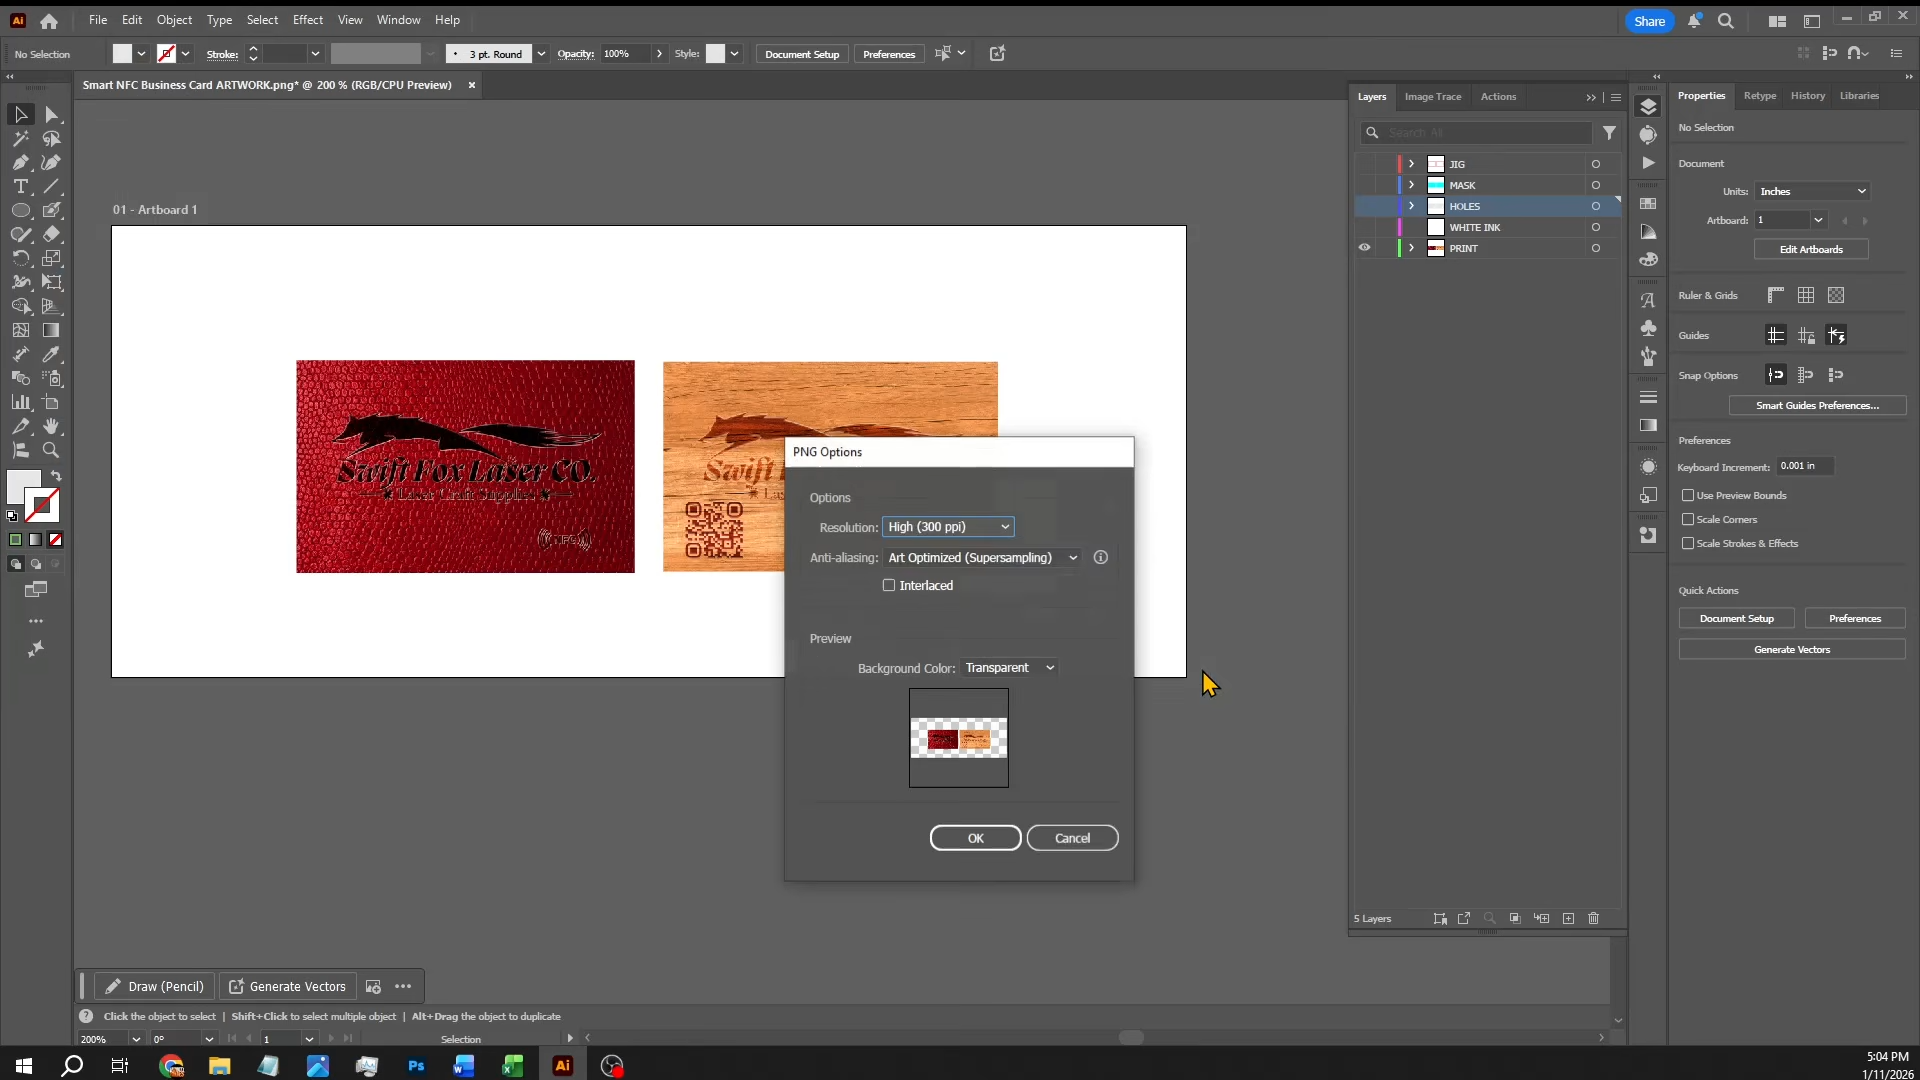 Ai
File Edit Object Type Select Effect View Window Help
Share
No Selection
Stroke:
3 pt. Round
Opacity: 100%
Style:
Document Setup
Preferences
Smart NFC Business Card ARTWORK.png* @ 200 % (RGB/CPU Preview) ×
01 - Artboard 1
Swift Fox Laser CO.
Laser Craft Supplies
NFC
PNG Options
Options
Resolution: High (300 ppi)
Anti-aliasing: Art Optimized (Supersampling)
Interlaced
Preview
Background Color: Transparent
OK
Cancel
Layers Image Trace Actions
Search All
JIG
MASK
HOLES
WHITE INK
PRINT
5 Layers
Properties Retype History Libraries
No Selection
Document
Units: Inches
Artboard: 1
Edit Artboards
Ruler & Grids
Guides
Snap Options
Smart Guides Preferences...
Preferences
Keyboard Increment: 0.001 in
Use Preview Bounds
Scale Corners
Scale Strokes & Effects
Quick Actions
Document Setup
Preferences
Generate Vectors
Draw (Pencil)
Generate Vectors
Click the object to select | Shift+Click to select multiple object | Alt+Drag the object to duplicate
200%
0°
1
Selection
Ps
Ai
5:04 PM
1/11/2026